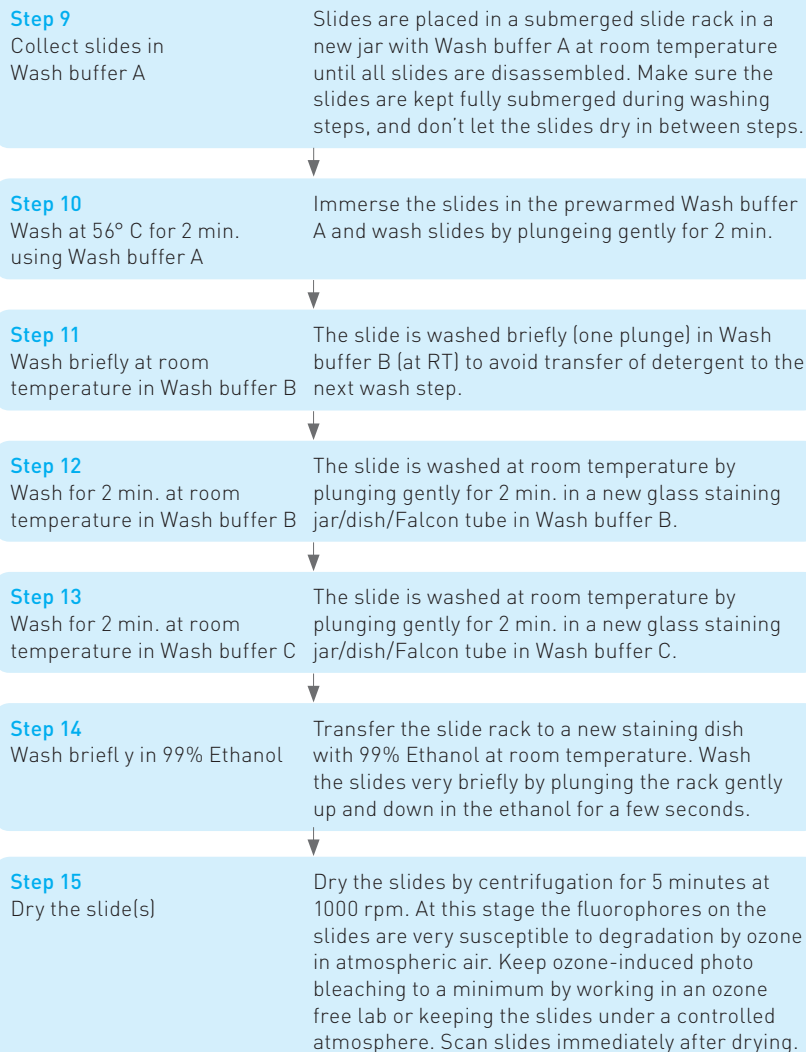 Step 9
Collect slides in
Wash buffer A
Slides are placed in a submerged slide rack in a
new jar with Wash buffer A at room temperature
until all slides are disassembled. Make sure the
slides are kept fully submerged during washing
steps, and don't let the slides dry in between steps.
Step 10
Wash at 56° C for 2 min.
using Wash buffer A
Immerse the slides in the prewarmed Wash buffer
A and wash slides by plungeing gently for 2 min.
Step 11
Wash briefly at room
temperature in Wash buffer B
The slide is washed briefly (one plunge) in Wash
buffer B (at RT) to avoid transfer of detergent to the
next wash step.
Step 12
Wash for 2 min. at room
temperature in Wash buffer B
The slide is washed at room temperature by
plunging gently for 2 min. in a new glass staining
jar/dish/Falcon tube in Wash buffer B.
Step 13
Wash for 2 min. at room
temperature in Wash buffer C
The slide is washed at room temperature by
plunging gently for 2 min. in a new glass staining
jar/dish/Falcon tube in Wash buffer C.
Step 14
Wash briefl y in 99% Ethanol
Transfer the slide rack to a new staining dish
with 99% Ethanol at room temperature. Wash
the slides very briefly by plunging the rack gently
up and down in the ethanol for a few seconds.
Step 15
Dry the slide(s)
Dry the slides by centrifugation for 5 minutes at
1000 rpm. At this stage the fluorophores on the
slides are very susceptible to degradation by ozone
in atmospheric air. Keep ozone-induced photo
bleaching to a minimum by working in an ozone
free lab or keeping the slides under a controlled
atmosphere. Scan slides immediately after drying.